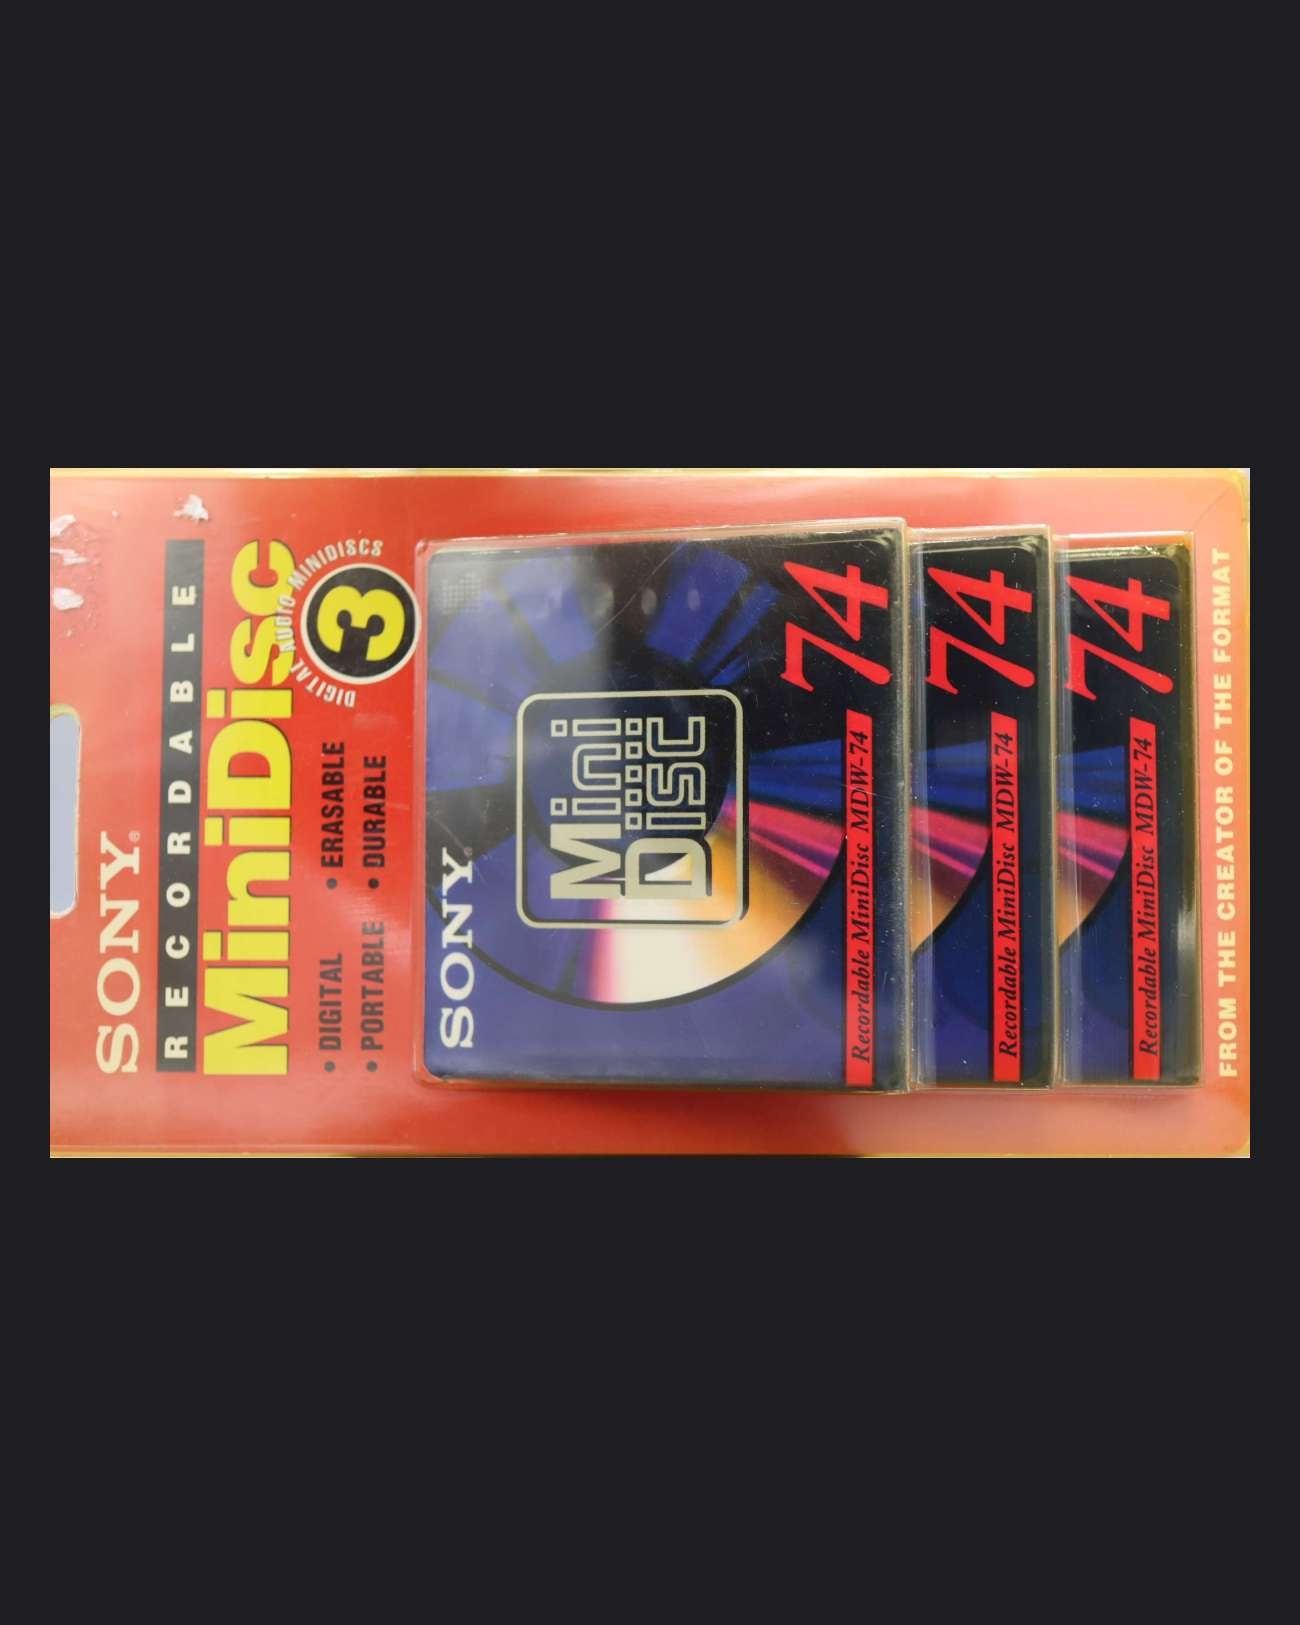 SONY®
RECORDABLE
MiniDisc
DIGITAL AUDIO MINIDISCS
3
• DIGITAL • ERASABLE
• PORTABLE • DURABLE
SONY®
Mini
Disc
74
Recordable MiniDisc MDW-74
74
Recordable MiniDisc MDW-74
74
Recordable MiniDisc MDW-74
FROM THE CREATOR OF THE FORMAT